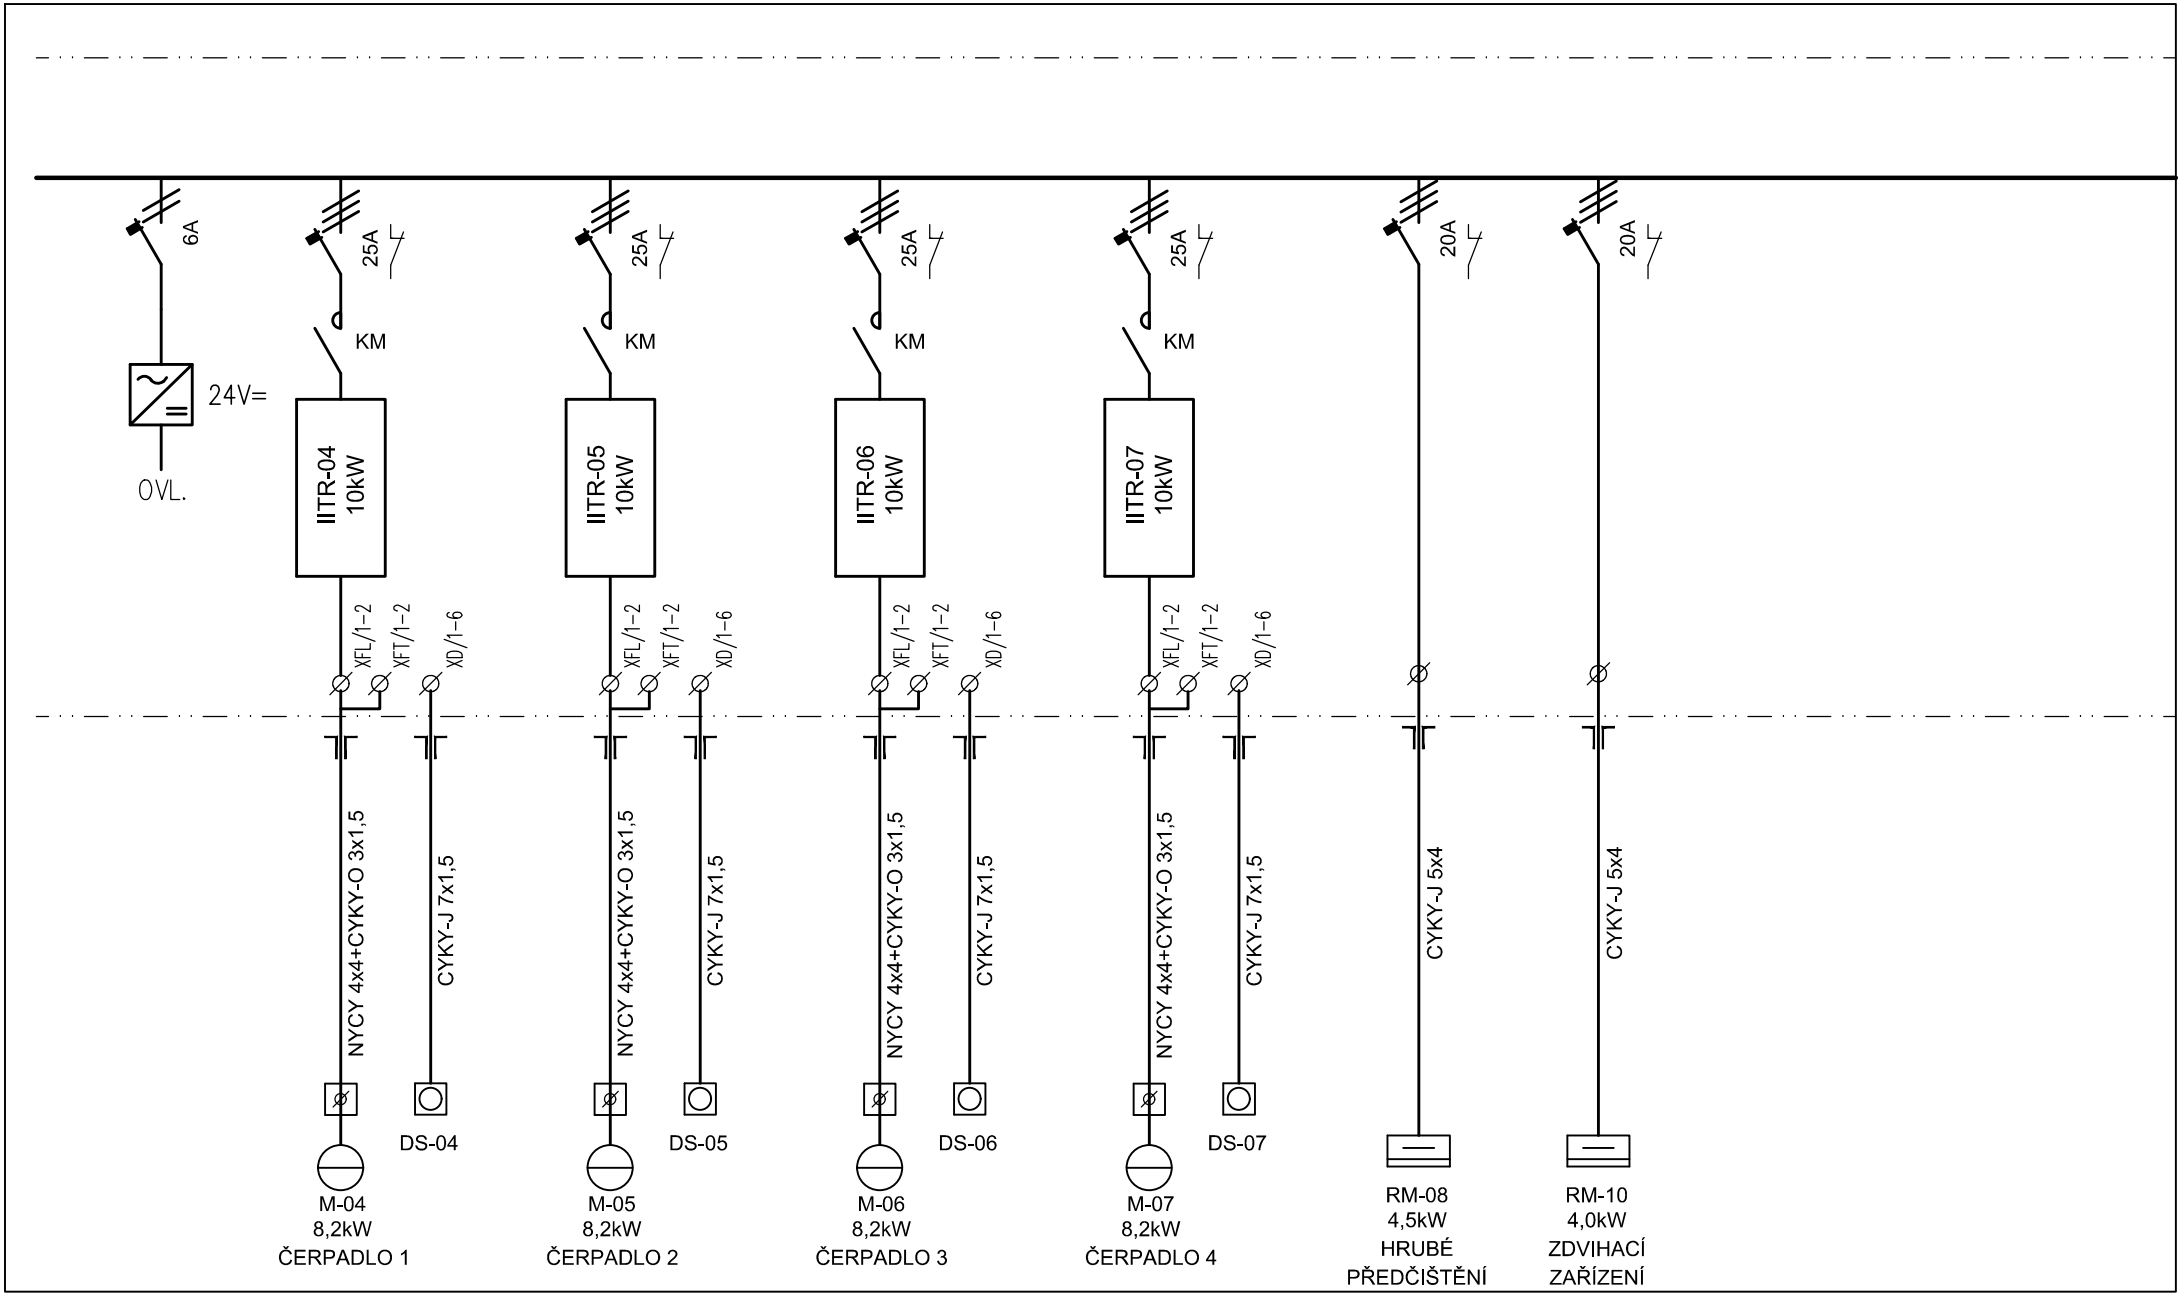 6A
24V=
OVL.
25A
KM
IITR-04
10kW
XFL/1-2
XFT/1-2
XD/1-6
NYCY 4x4+CYKY-O 3x1,5
CYKY-J 7x1,5
DS-04
M-04
8,2kW
ČERPADLO 1
25A
KM
IITR-05
10kW
XFL/1-2
XFT/1-2
XD/1-6
NYCY 4x4+CYKY-O 3x1,5
CYKY-J 7x1,5
DS-05
M-05
8,2kW
ČERPADLO 2
25A
KM
IITR-06
10kW
XFL/1-2
XFT/1-2
XD/1-6
NYCY 4x4+CYKY-O 3x1,5
CYKY-J 7x1,5
DS-06
M-06
8,2kW
ČERPADLO 3
25A
KM
IITR-07
10kW
XFL/1-2
XFT/1-2
XD/1-6
NYCY 4x4+CYKY-O 3x1,5
CYKY-J 7x1,5
DS-07
M-07
8,2kW
ČERPADLO 4
20A
CYKY-J 5x4
RM-08
4,5kW
HRUBÉ
PŘEDČIŠTĚNÍ
20A
CYKY-J 5x4
RM-10
4,0kW
ZDVIHACÍ
ZAŘÍZENÍ